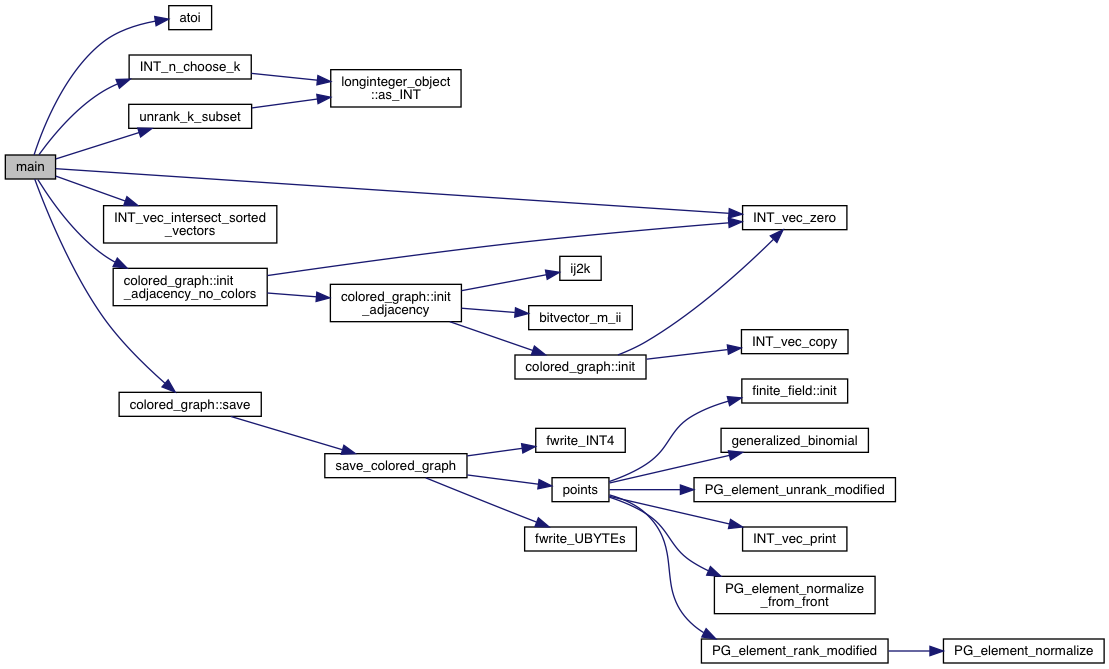 atoi
INT_n_choose_k
longinteger_object
::as_INT
unrank_k_subset
main
INT_vec_intersect_sorted
_vectors
INT_vec_zero
colored_graph::init
_adjacency_no_colors
ij2k
colored_graph::init
_adjacency
bitvector_m_ii
INT_vec_copy
colored_graph::init
finite_field::init
colored_graph::save
fwrite_INT4
generalized_binomial
save_colored_graph
points
PG_element_unrank_modified
fwrite_UBYTEs
INT_vec_print
PG_element_normalize
_from_front
PG_element_rank_modified
PG_element_normalize